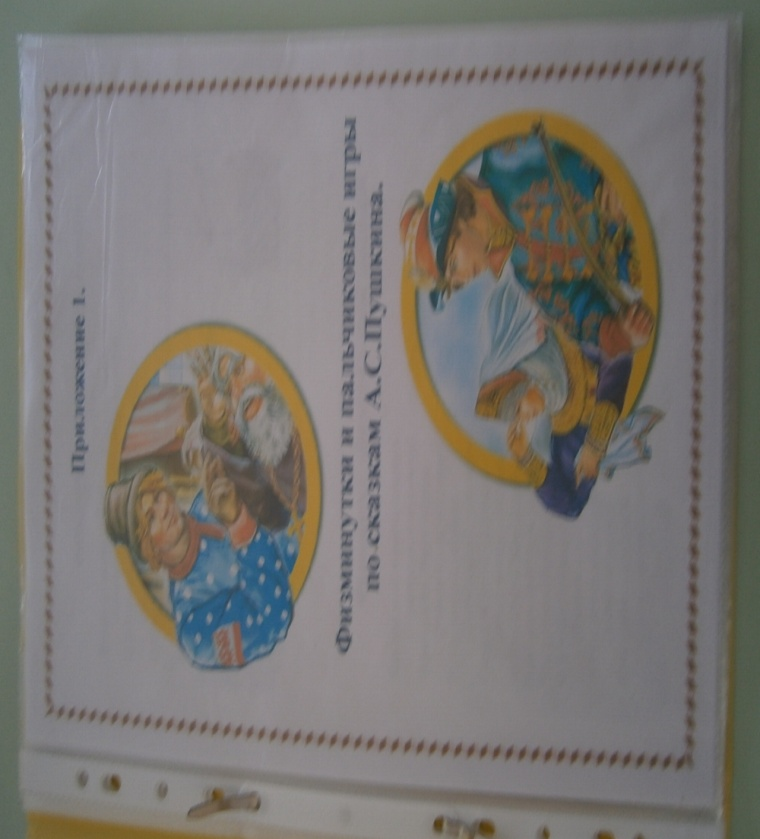 Приложение 1.
Физминутки и пальчиковые игры
по сказкам А.С.Пушкина.